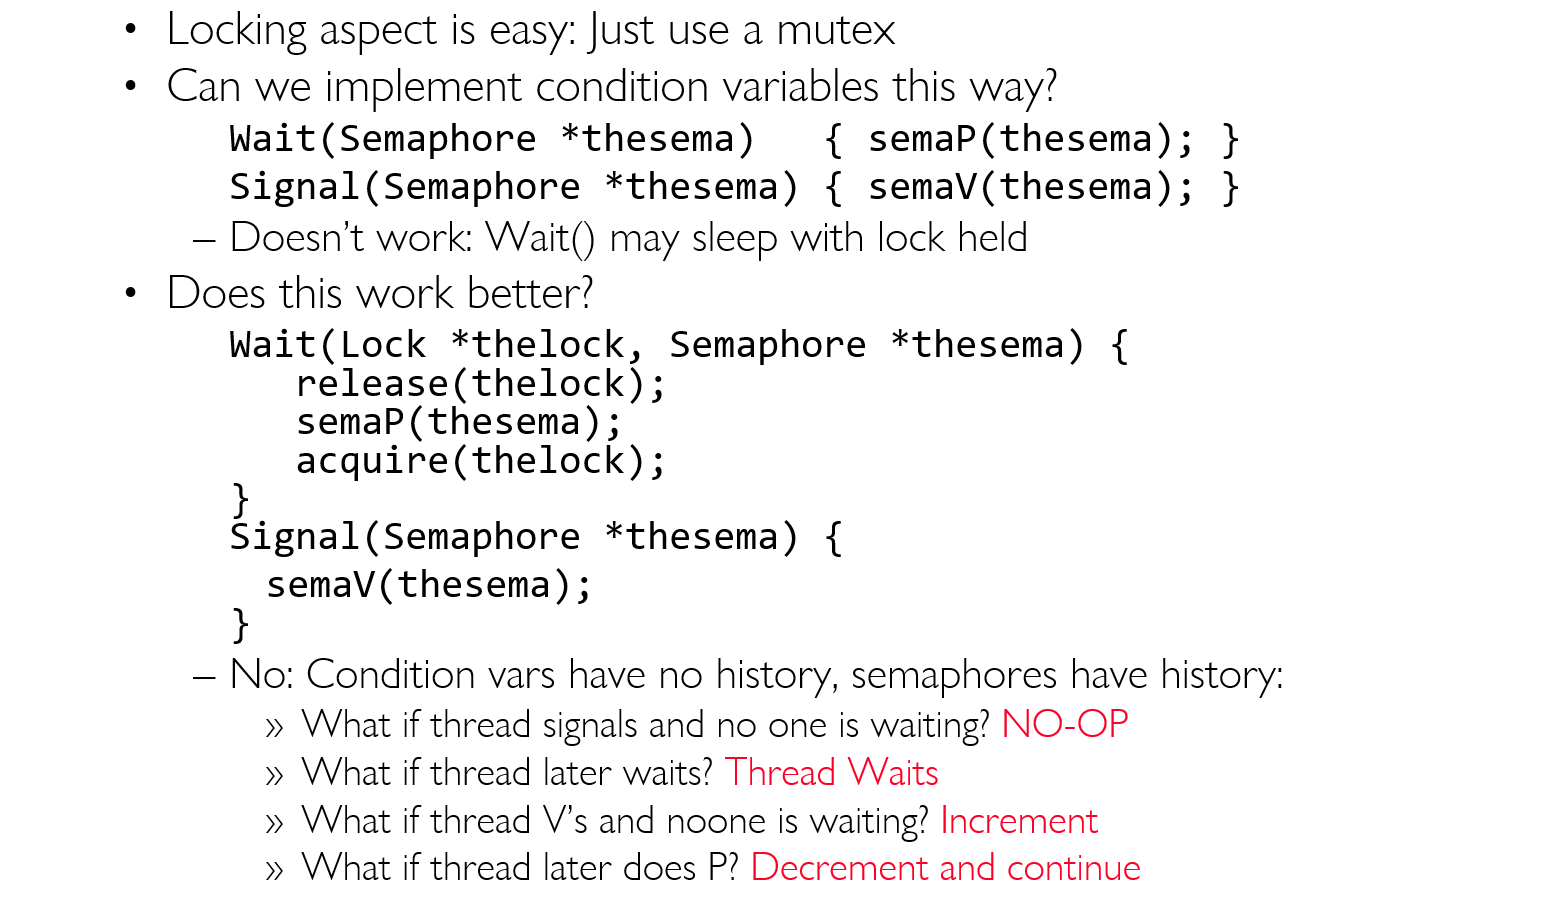 • Locking aspect is easy: Just use a mutex
• Can we implement condition variables this way?
Wait(Semaphore *thesema)   { semaP(thesema); }
Signal(Semaphore *thesema) { semaV(thesema); }
– Doesn’t work: Wait() may sleep with lock held
• Does this work better?
Wait(Lock *thelock, Semaphore *thesema) {
   release(thelock);
   semaP(thesema);
   acquire(thelock);
}
Signal(Semaphore *thesema) {
  semaV(thesema);
}
– No: Condition vars have no history, semaphores have history:
» What if thread signals and no one is waiting? NO-OP
» What if thread later waits? Thread Waits
» What if thread V’s and noone is waiting? Increment
» What if thread later does P? Decrement and continue